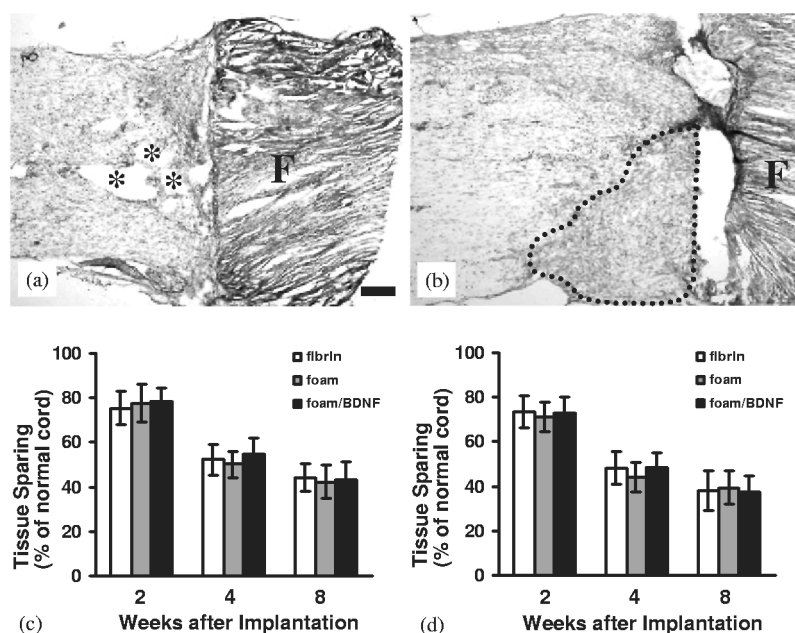 * * *
F
(a)
F
(b)
100
80
60
40
20
0
Tissue Sparing
(% of normal cord)
fIbrIn
foam
foam/BDNF
2 4 8
Weeks after Implantation
(c)
100
80
60
40
20
0
Tissue Sparing
(% of normal cord)
fIbrIn
foam
foam/BDNF
2 4 8
Weeks after Implantation
(d)